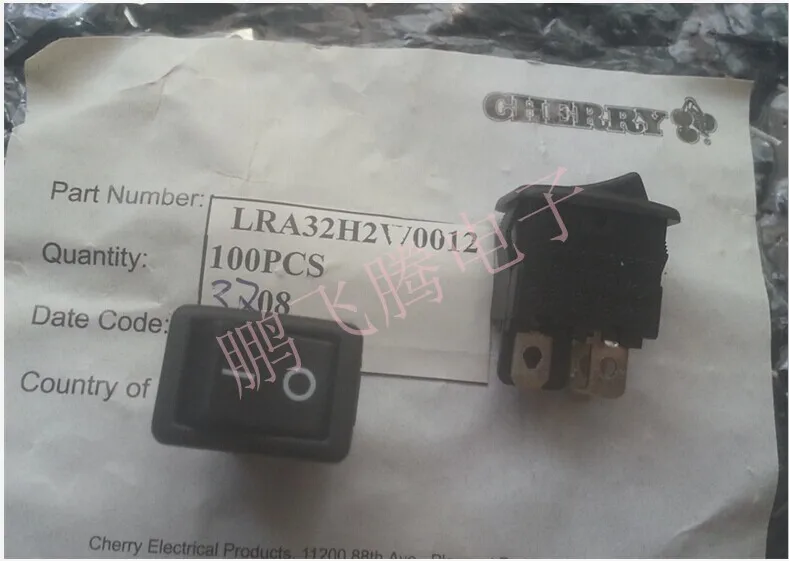 CHERRY
Part Number:
LRA32H2V/0012
Quantity:
100PCS
3208
Date Code:
Country of
鹏飞腾电子
Cherry Electrical Products, 11200 88th Ave.,